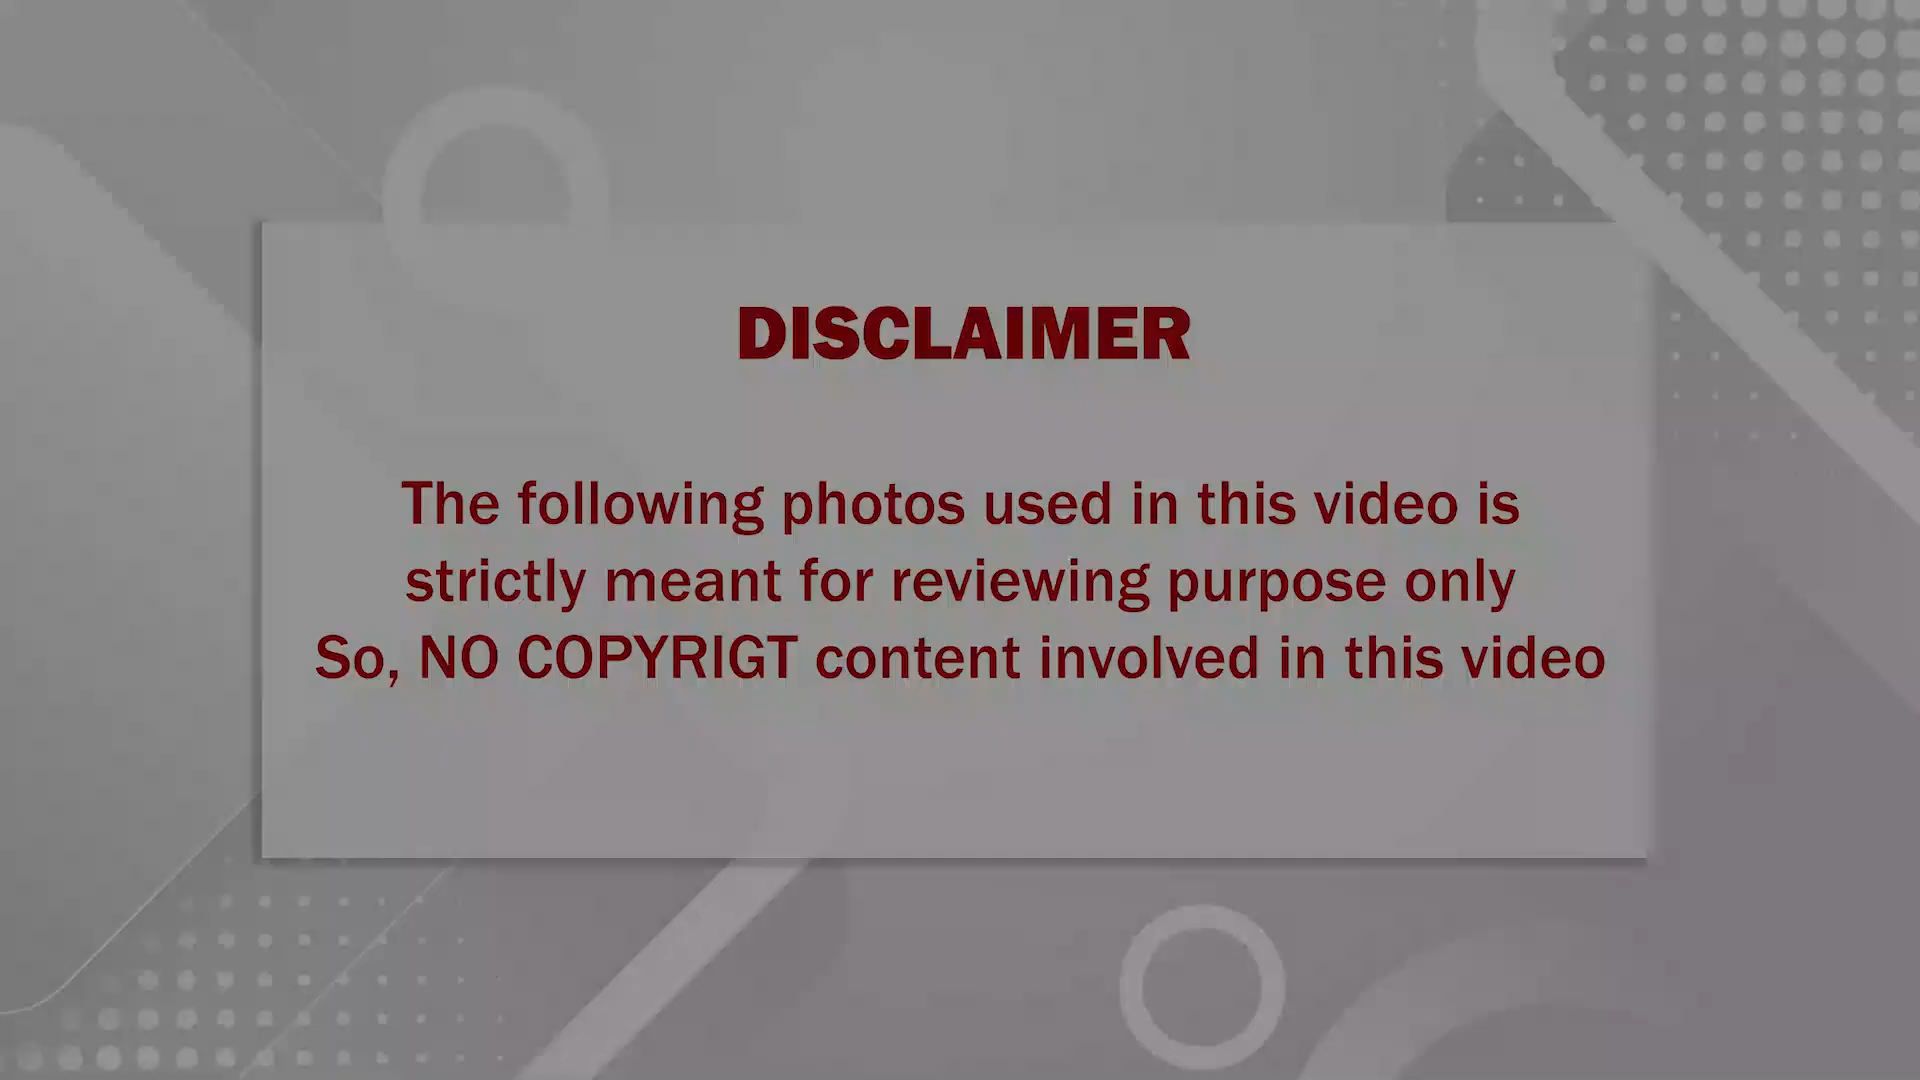 DISCLAIMER
The following photos used in this video is
strictly meant for reviewing purpose only
So, NO COPYRIGT content involved in this video